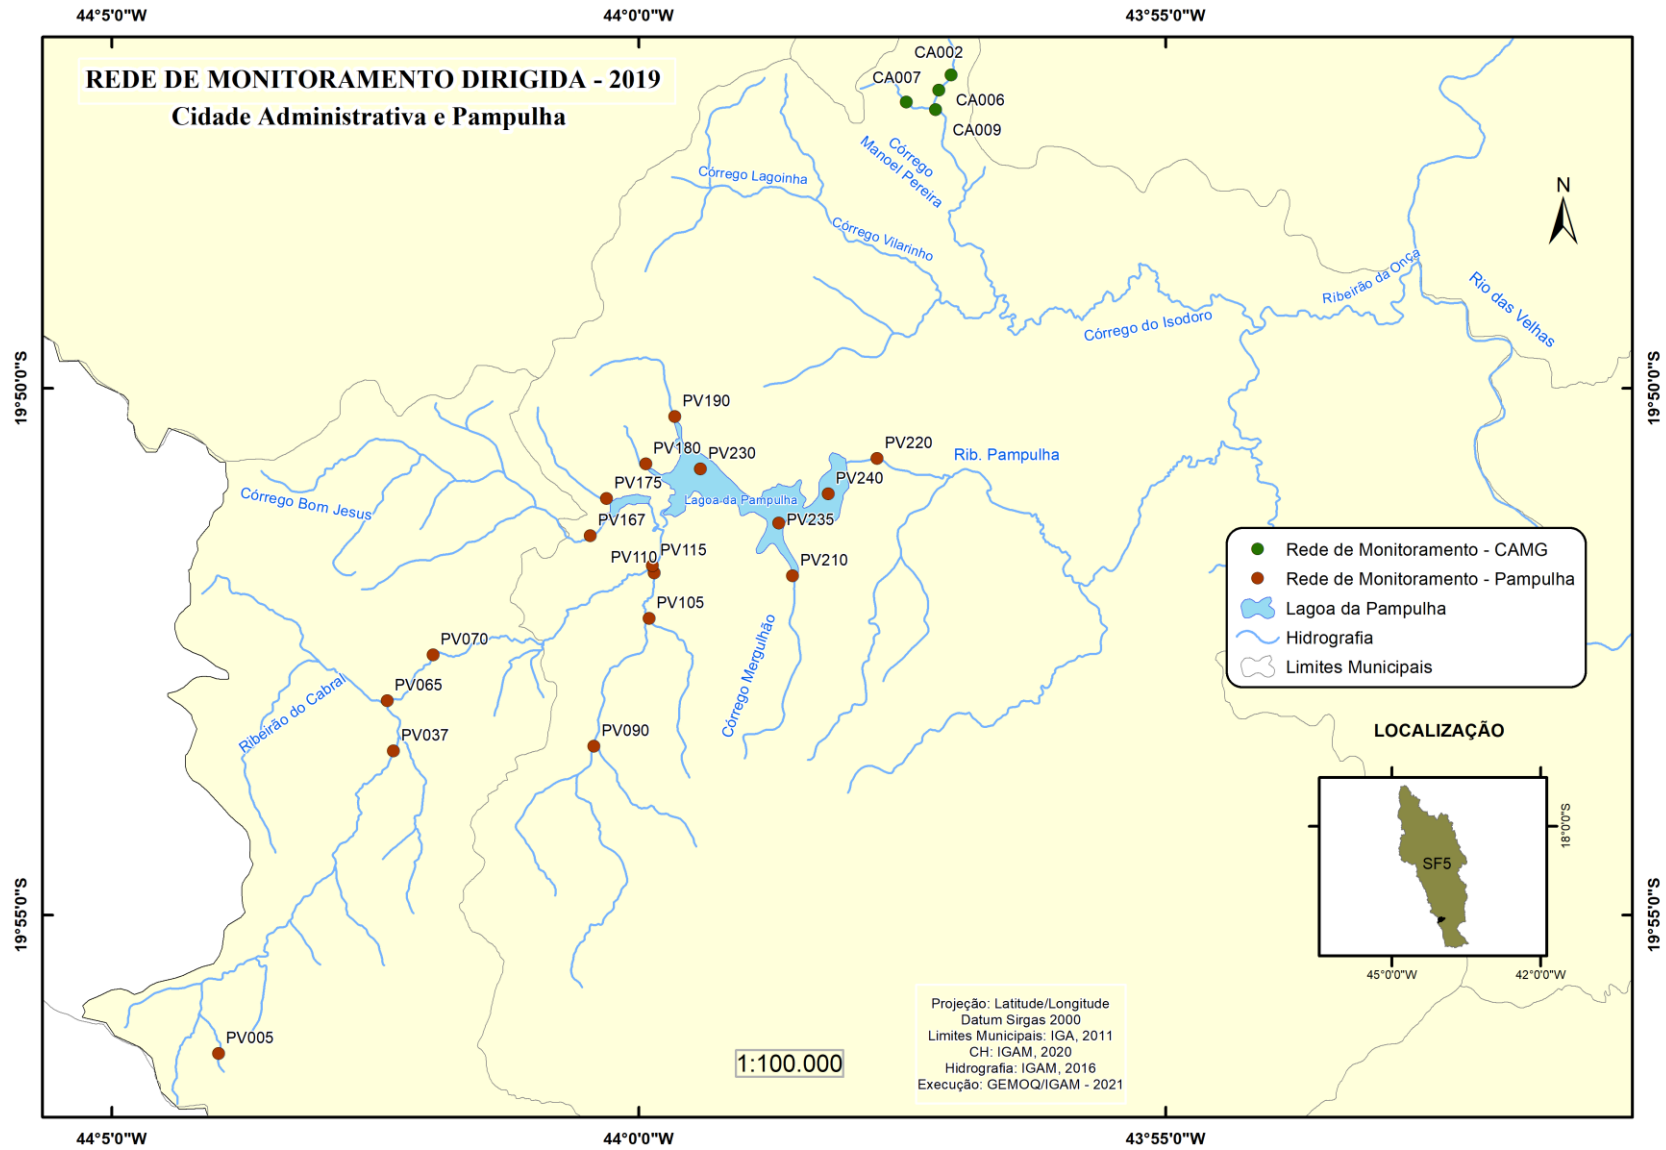 44°5'0"W
44°0'0"W
43°55'0"W
REDE DE MONITORAMENTO DIRIGIDA - 2019
Cidade Administrativa e Pampulha
CA002
CA007
CA006
CA009
Córrego
Manoel Pereira
Córrego Lagoinha
Córrego Vilarinho
N
Ribeirão da Onça
Rio das Velhas
Córrego do Isodoro
19°50'0"S
19°50'0"S
PV190
PV220
PV180
PV230
Rib. Pampulha
PV175
PV240
Lagoa da Pampulha
Córrego Bom Jesus
PV167
PV235
PV115
PV110
PV210
PV105
PV070
Córrego Mergulhão
PV065
Ribeirão do Cabral
PV037
PV090
Rede de Monitoramento - CAMG
Rede de Monitoramento - Pampulha
Lagoa da Pampulha
Hidrografia
Limites Municipais
LOCALIZAÇÃO
18°0'0"S
SF5
45°0'0"W
42°0'0"W
19°55'0"S
19°55'0"S
PV005
1:100.000
Projeção: Latitude/Longitude
Datum Sirgas 2000
Limites Municipais: IGA, 2011
CH: IGAM, 2020
Hidrografia: IGAM, 2016
Execução: GEMOQ/IGAM - 2021
44°5'0"W
44°0'0"W
43°55'0"W